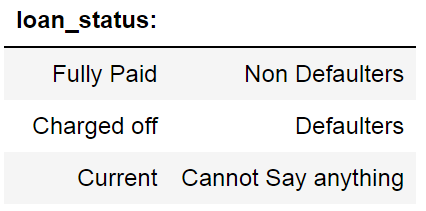 loan_status:
Fully Paid Non Defaulters
Charged off Defaulters
Current Cannot Say anything